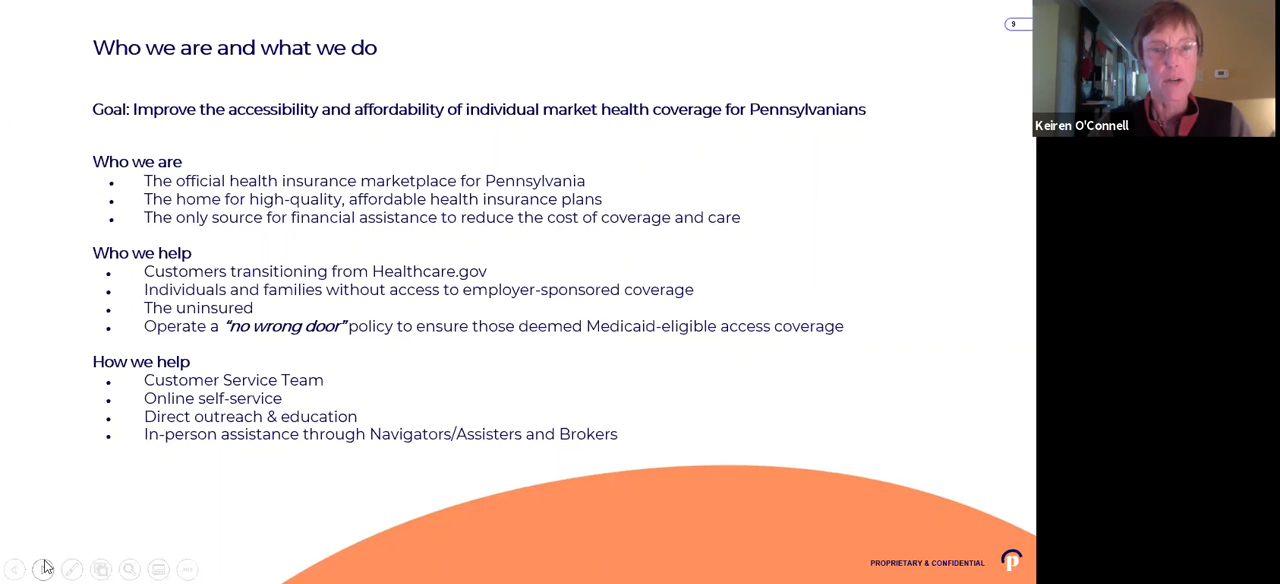 9
Who we are and what we do
Goal: Improve the accessibility and affordability of individual market health coverage for Pennsylvanians
Who we are
• The official health insurance marketplace for Pennsylvania
• The home for high-quality, affordable health insurance plans
• The only source for financial assistance to reduce the cost of coverage and care
Who we help
• Customers transitioning from Healthcare.gov
• Individuals and families without access to employer-sponsored coverage
• The uninsured
• Operate a “no wrong door” policy to ensure those deemed Medicaid-eligible access coverage
How we help
• Customer Service Team
• Online self-service
• Direct outreach & education
• In-person assistance through Navigators/Assisters and Brokers
PROPRIETARY & CONFIDENTIAL
p
Keiren O'Connell